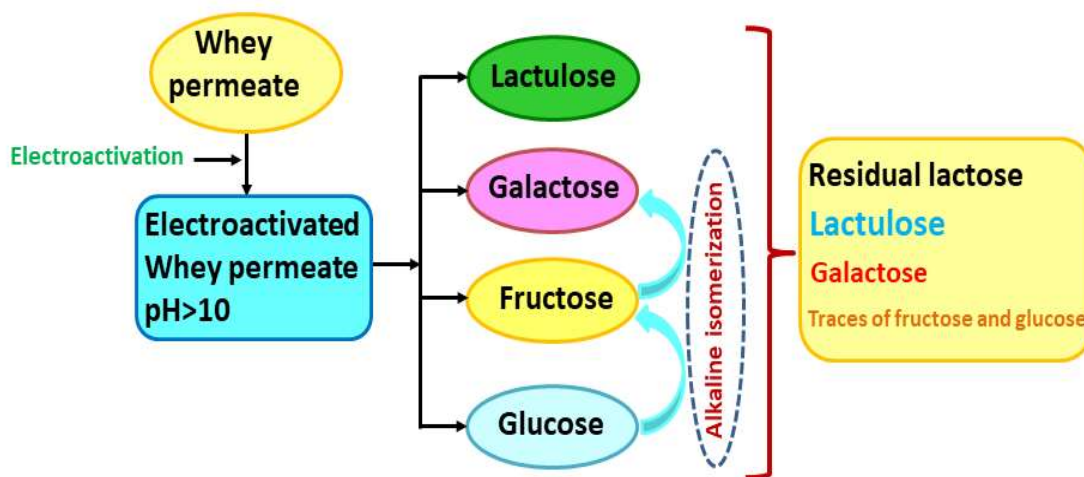 Whey
permeate
Electroactivation
Electroactivated
Whey permeate
pH>10
Lactulose
Galactose
Fructose
Glucose
Alkaline isomerization
Residual lactose
Lactulose
Galactose
Traces of fructose and glucose